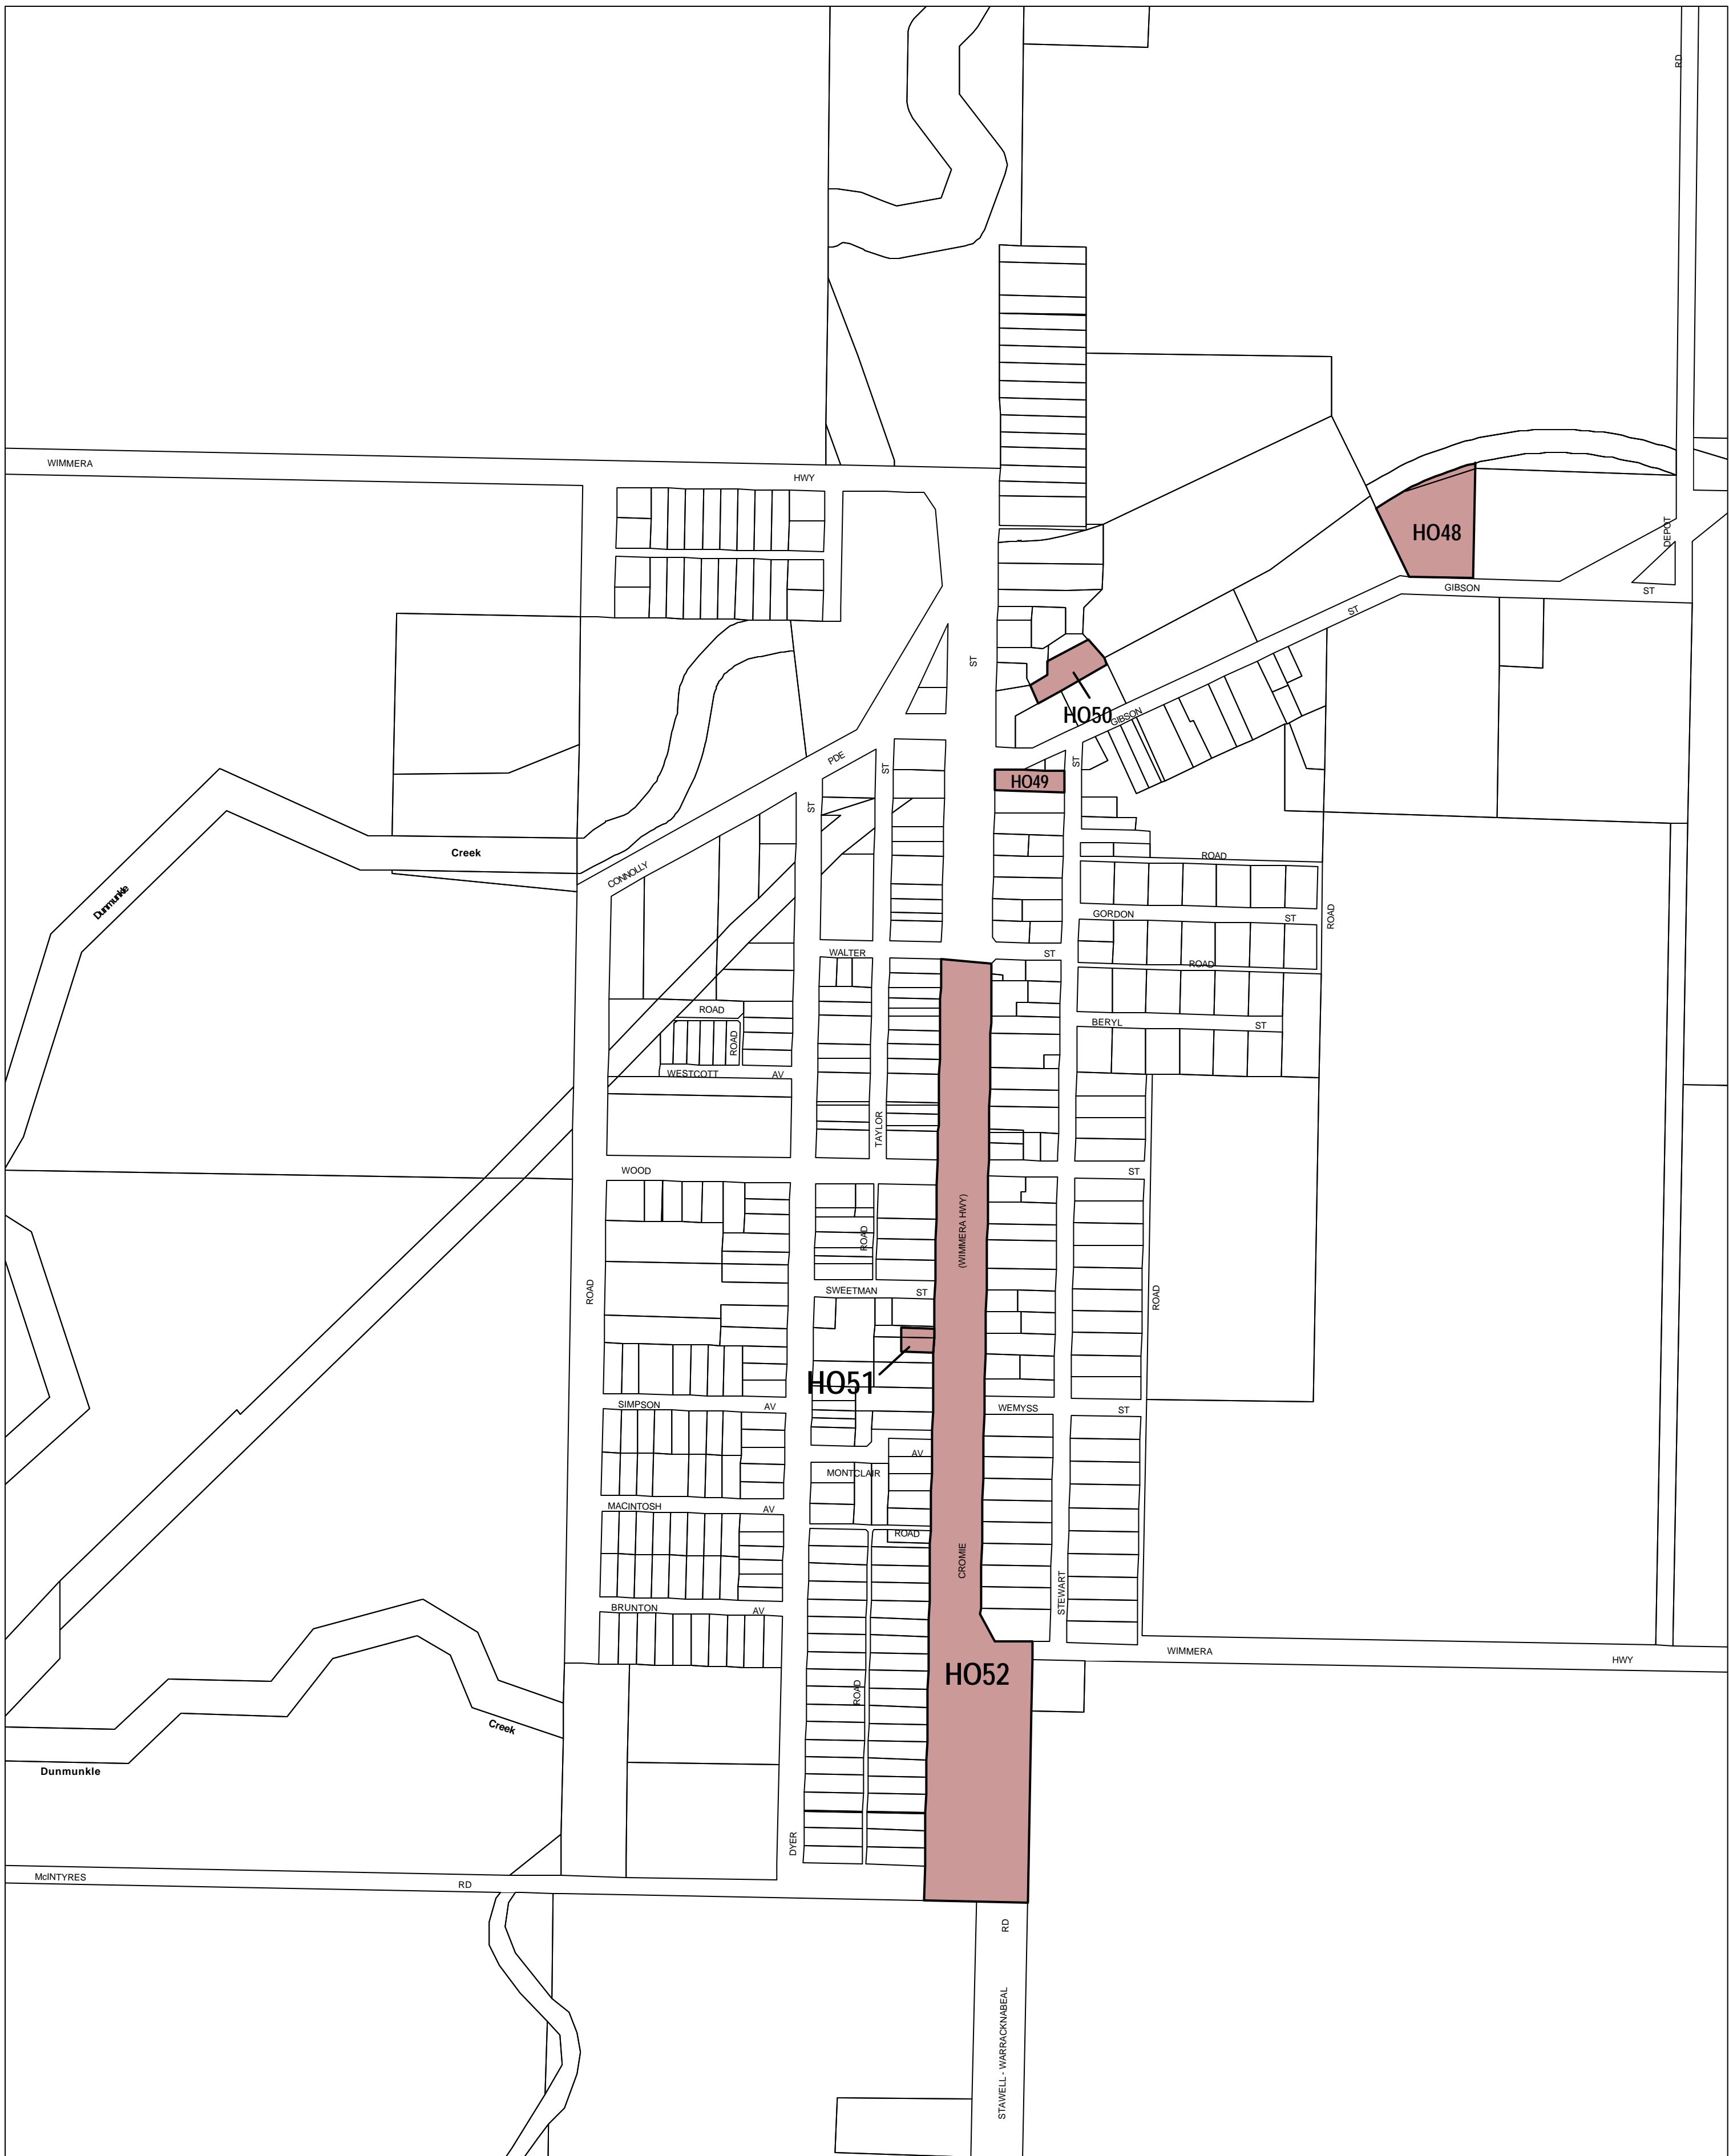 RD
WIMMERA
HWY
HO48
DEPOT
GIBSON
ST
ST
ST
HO50
GIBSON
PDE
ST
ST
ST
HO49
Creek
CONNOLLY
Dunmunkle
ROAD
GORDON
ST
ROAD
WALTER
ST
ROAD
ROAD
ROAD
BERYL
ST
WESTCOTT
AV
TAYLOR
WOOD
ST
(WIMMERA HWY)
ROAD
SWEETMAN
ST
ROAD
ROAD
HO51
SIMPSON
AV
WEMYSS
ST
AV
MONTCLAIR
MACINTOSH
AV
ROAD
CROMIE
STEWART
BRUNTON
AV
WIMMERA
HWY
HO52
ROAD
Creek
Dunmunkle
DYER
McINTYRES
RD
RD
STAWELL - WARRACKNABEAL